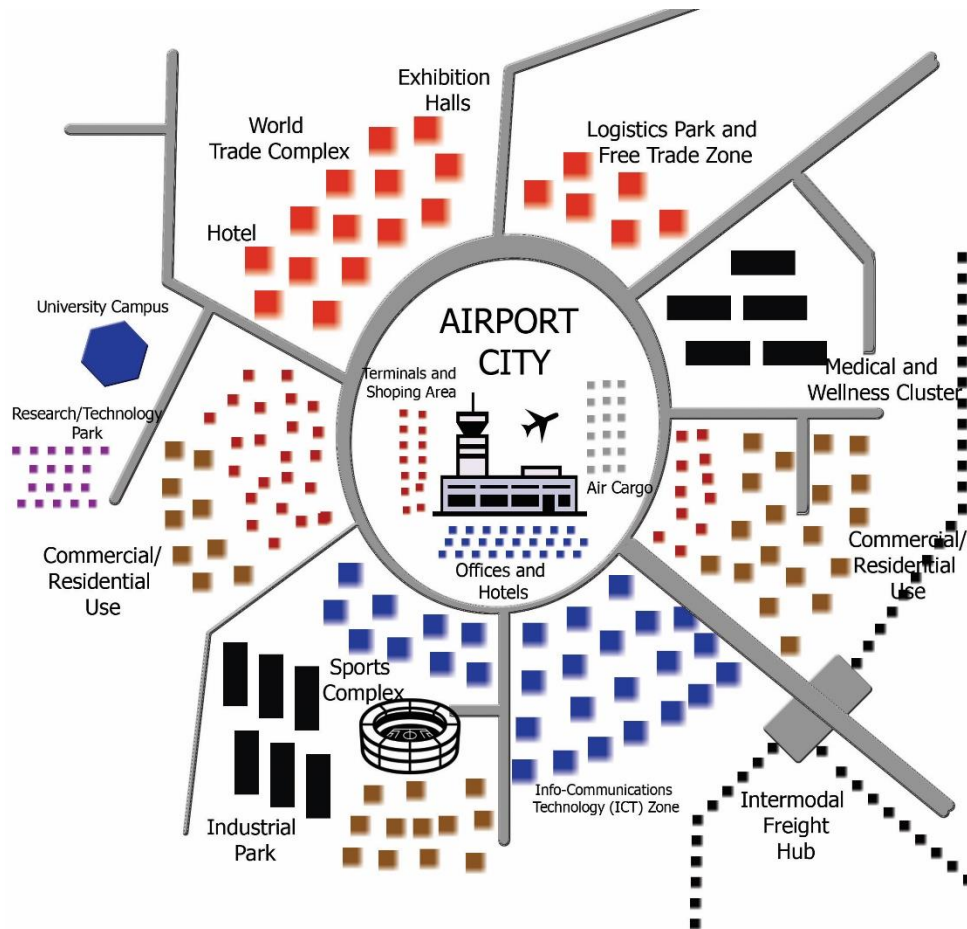 Exhibition
Halls
World
Trade Complex
Logistics Park and
Free Trade Zone
Hotel
University Campus
AIRPORT
CITY
Terminals and
Shoping Area
Medical and
Wellness Cluster
Research/Technology
Park
Air Cargo
Commercial/
Residential
Use
Commercial/
Residential
Use
Offices and
Hotels
Sports
Complex
Info-Communications
Technology (ICT) Zone
Industrial
Park
Intermodal
Freight
Hub